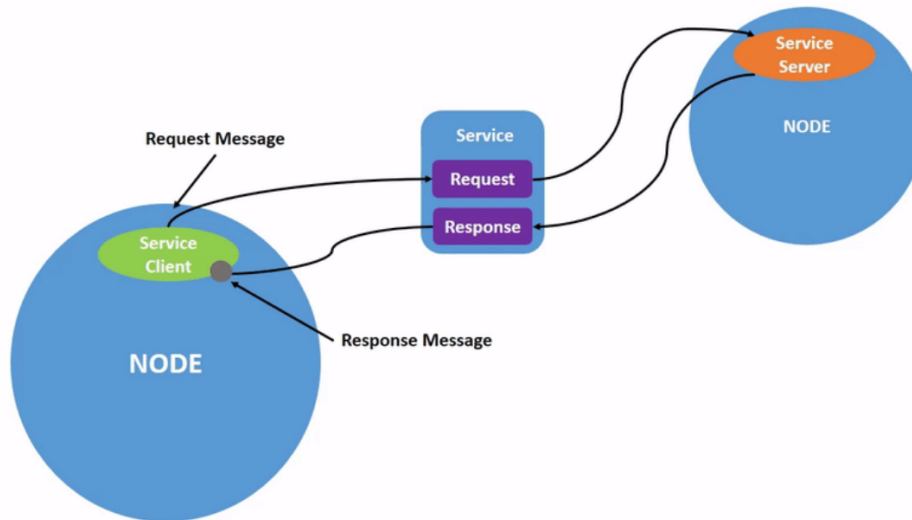 Service
Server
NODE
Service
Request
Response
Request Message
Service
Client
Response Message
NODE